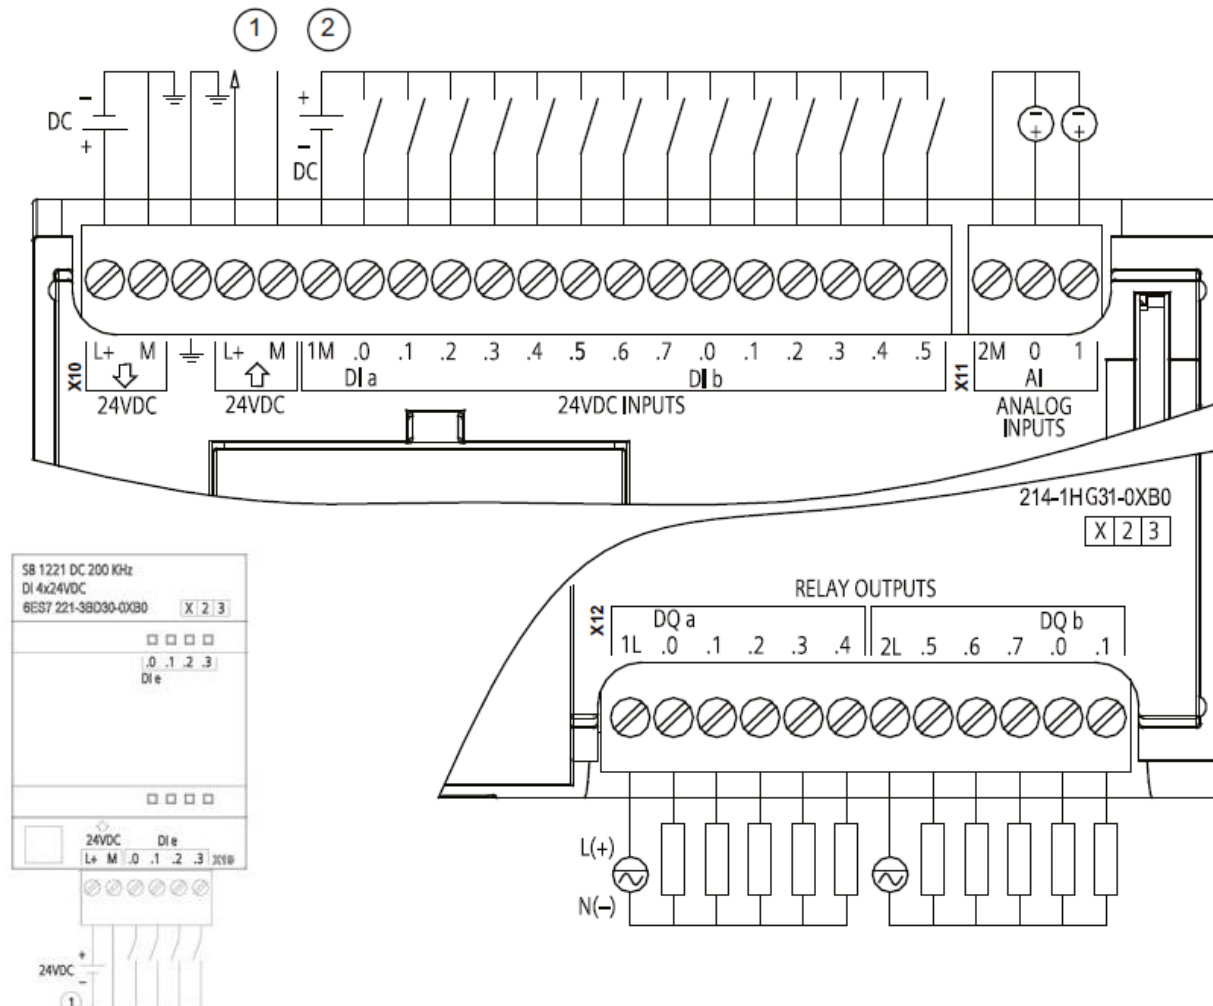 1 2
− + − −
DC + +
+ − DC
L+ M L+ M 1M .0 .1 .2 .3 .4 .5 .6 .7 .0 .1 .2 .3 .4 .5 2M 0 1
X10 DI a DI b X11 AI
24VDC 24VDC 24VDC INPUTS ANALOG
INPUTS
214-1HG31-0XB0
X 2 3
SB 1221 DC 200 KHz
DI 4x24VDC
6ES7 221-3BD30-0XB0 X 2 3
.0 .1 .2 .3
DI e
24VDC DI e
L+ M .0 .1 .2 .3 X19
+
24VDC
−
1
RELAY OUTPUTS
X12 DQ a DQ b
1L .0 .1 .2 .3 .4 2L .5 .6 .7 .0 .1
L(+)
N(−)